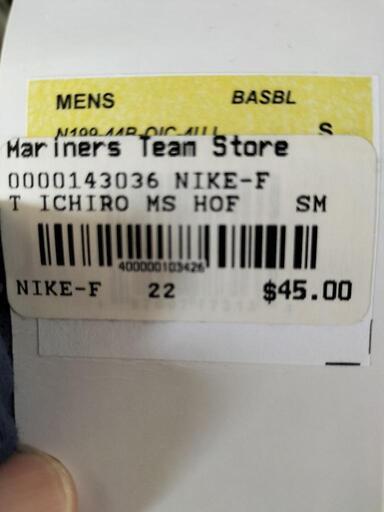 MENS BASBL
S
Mariners Team Store
0000143036 NIKE-F
T ICHIRO MS HOF SM
400000103426
NIKE-F 22 $45.00